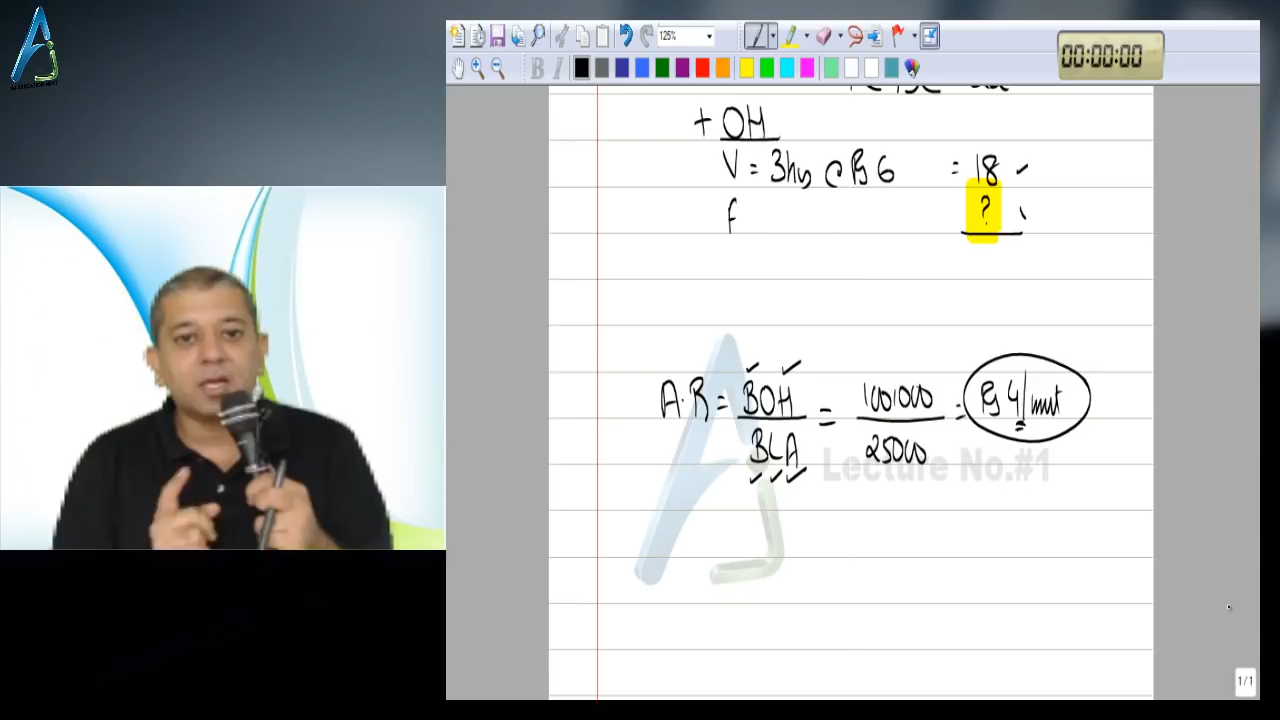 125%
00:00:00
+ OH
V = 3hrs @ Rs 6 = 18 ✓
F ?
A.R = BOH = 100,000 = Rs 4/unit
BLA 25000
Lecture No.#1
1/1